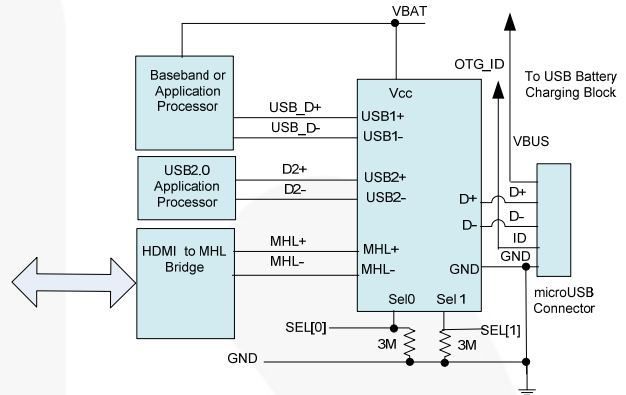 VBAT
OTG_ID
To USB Battery
Charging Block
VBUS
Baseband or
Application
Processor
USB_D+
USB_D-
Vcc
USB1+
USB1-
USB2.0
Application
Processor
D2+
D2-
USB2+
USB2-
D+
D-
D+
D-
ID
GND
HDMI to MHL
Bridge
MHL+
MHL-
MHL+
MHL-
GND
microUSB
Connector
Sel0
Sel 1
SEL[0]
SEL[1]
3M
3M
GND